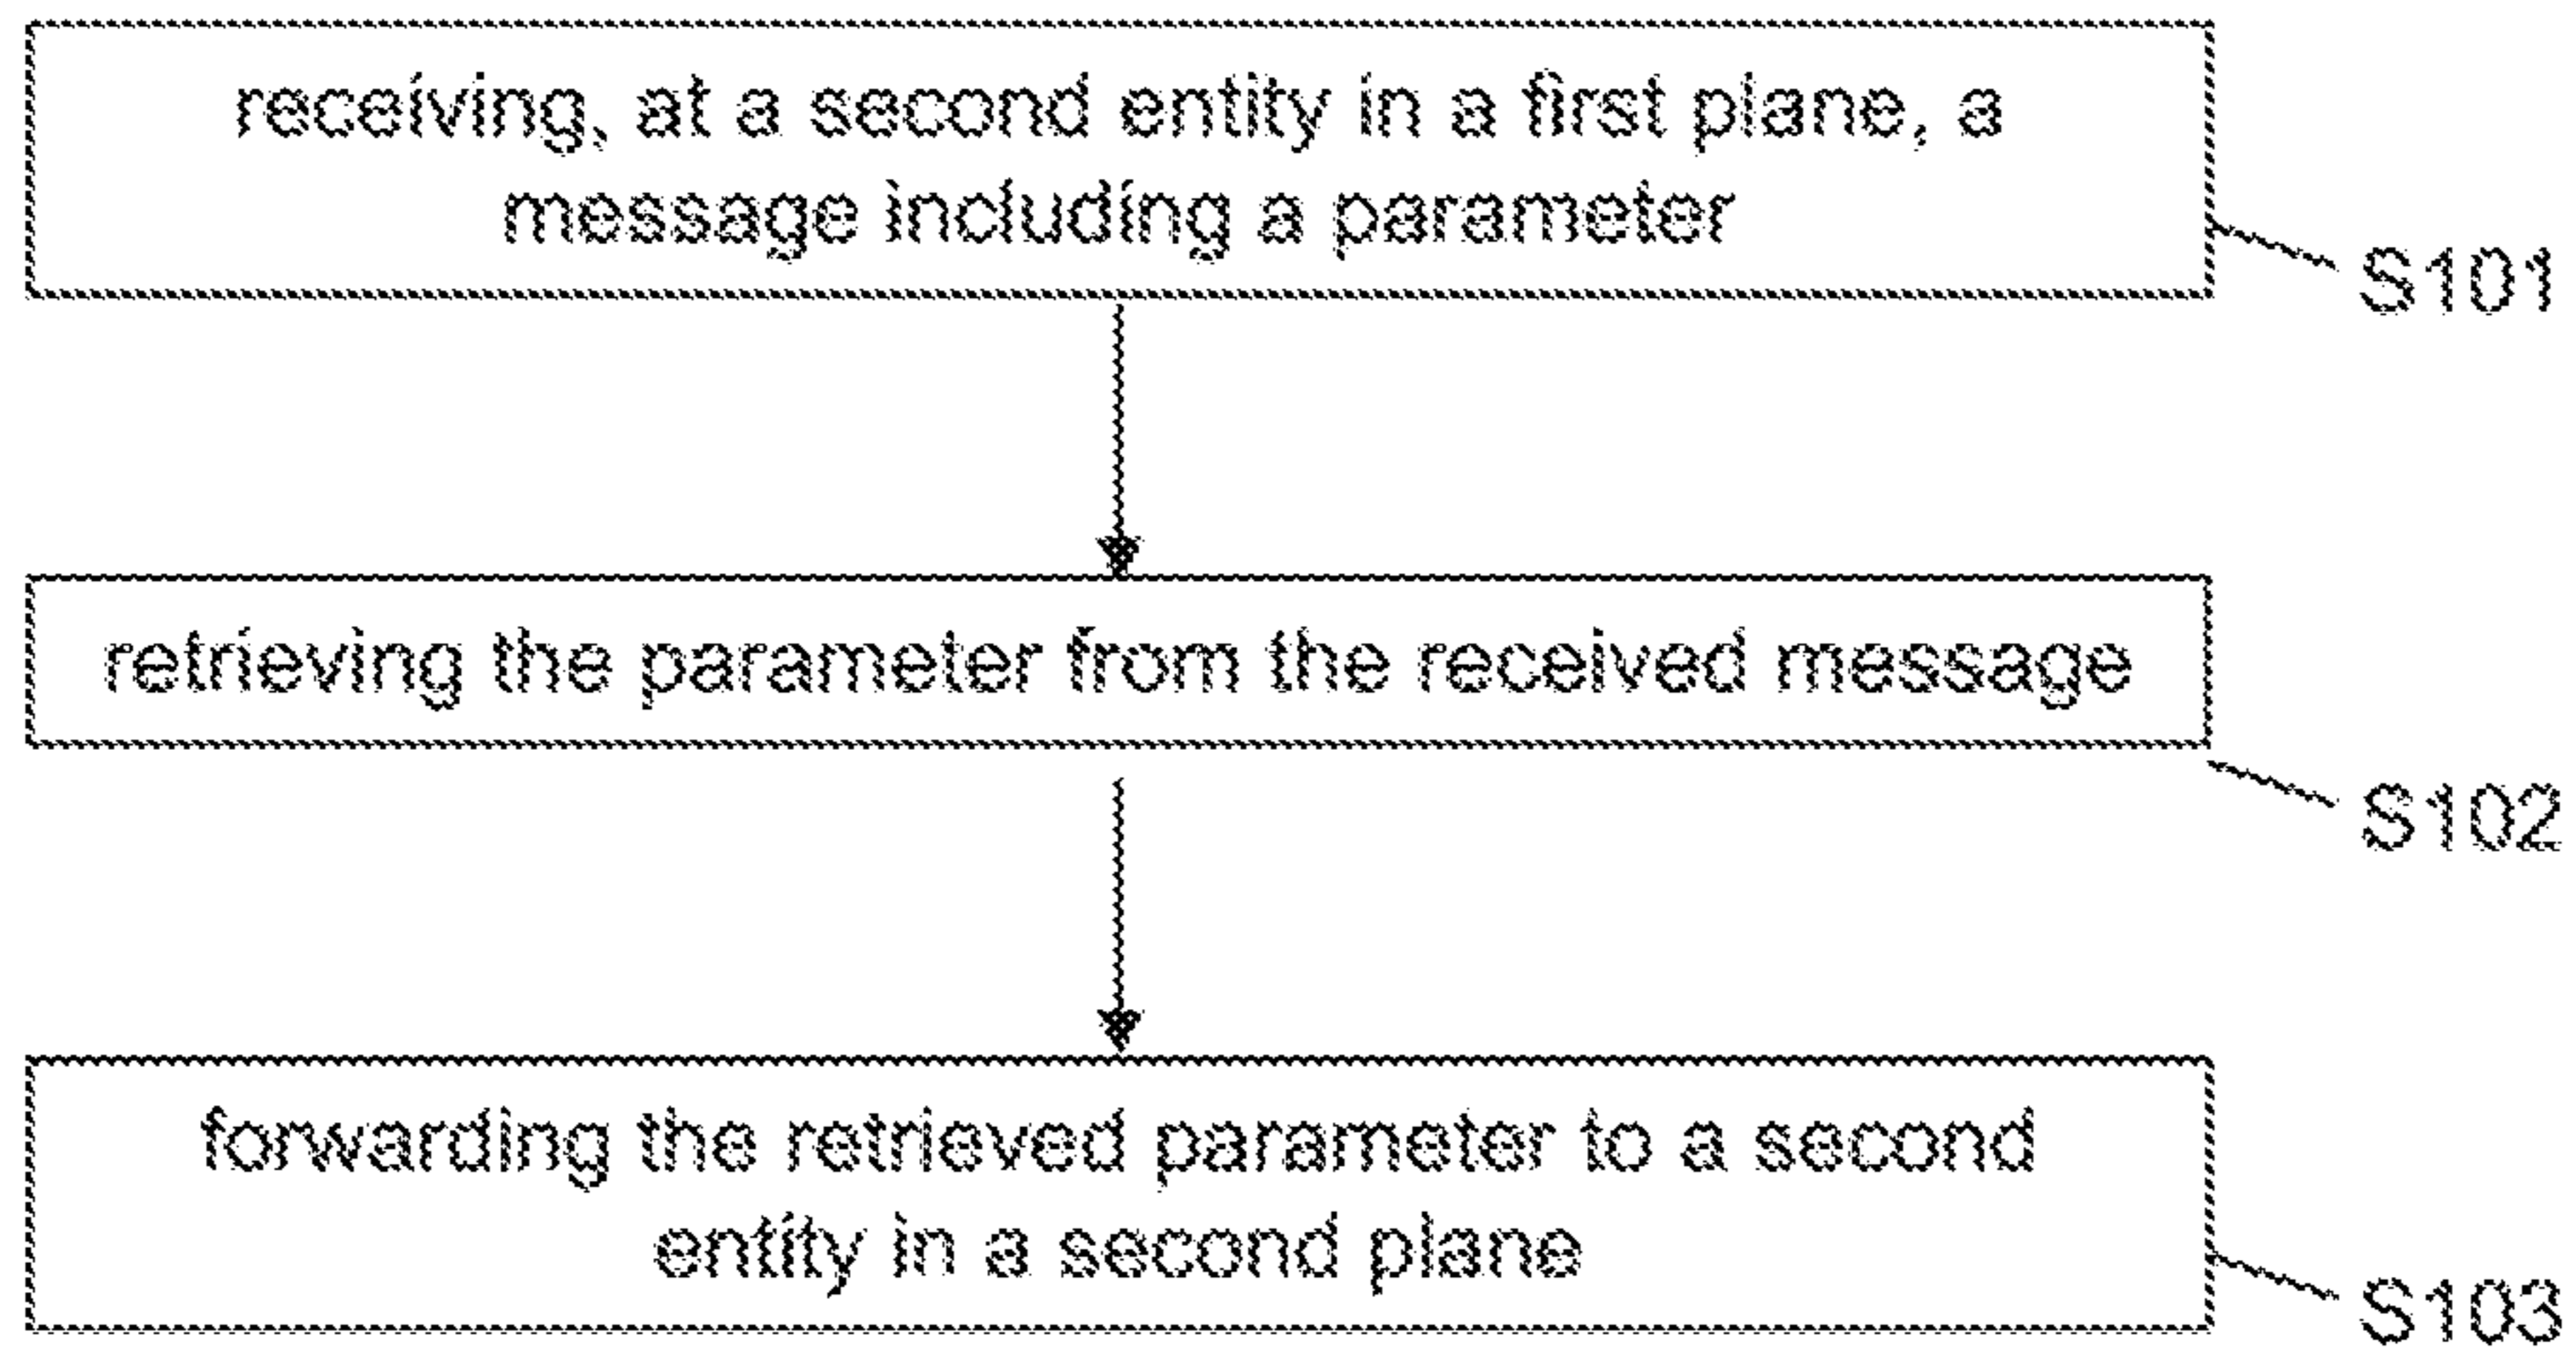 receiving, at a second entity in a first plane, a
message including a parameter
S101
retrieving the parameter from the received message
S102
forwarding the retrieved parameter to a second
entity in a second plane
S103